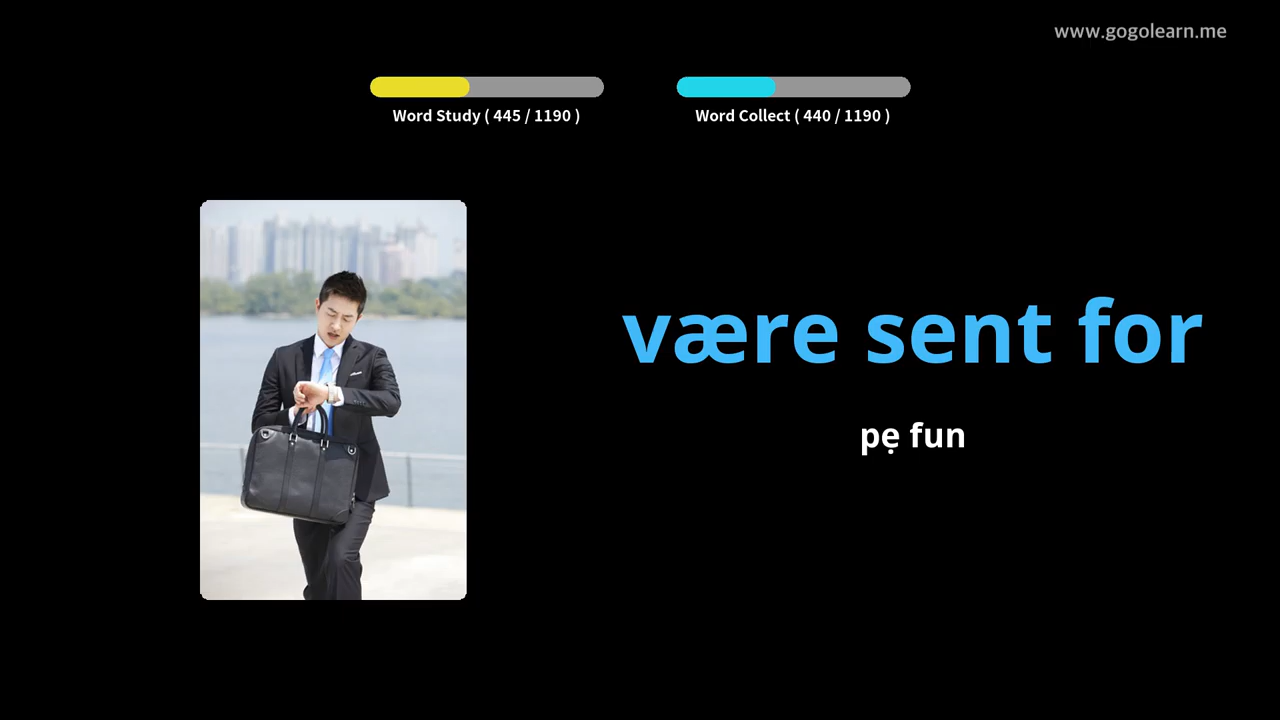 www.gogolearn.me
Word Study ( 445 / 1190 )
Word Collect ( 440 / 1190 )
være sent for
pẹ fun